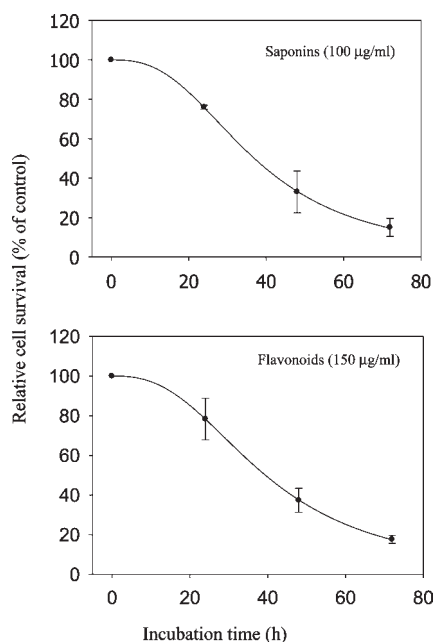 Relative cell survival (% of control)
120
100
80
60
40
20
0
Saponins (100 µg/ml)
0 20 40 60 80
120
100
80
60
40
20
0
Flavonoids (150 µg/ml)
0 20 40 60 80
Incubation time (h)